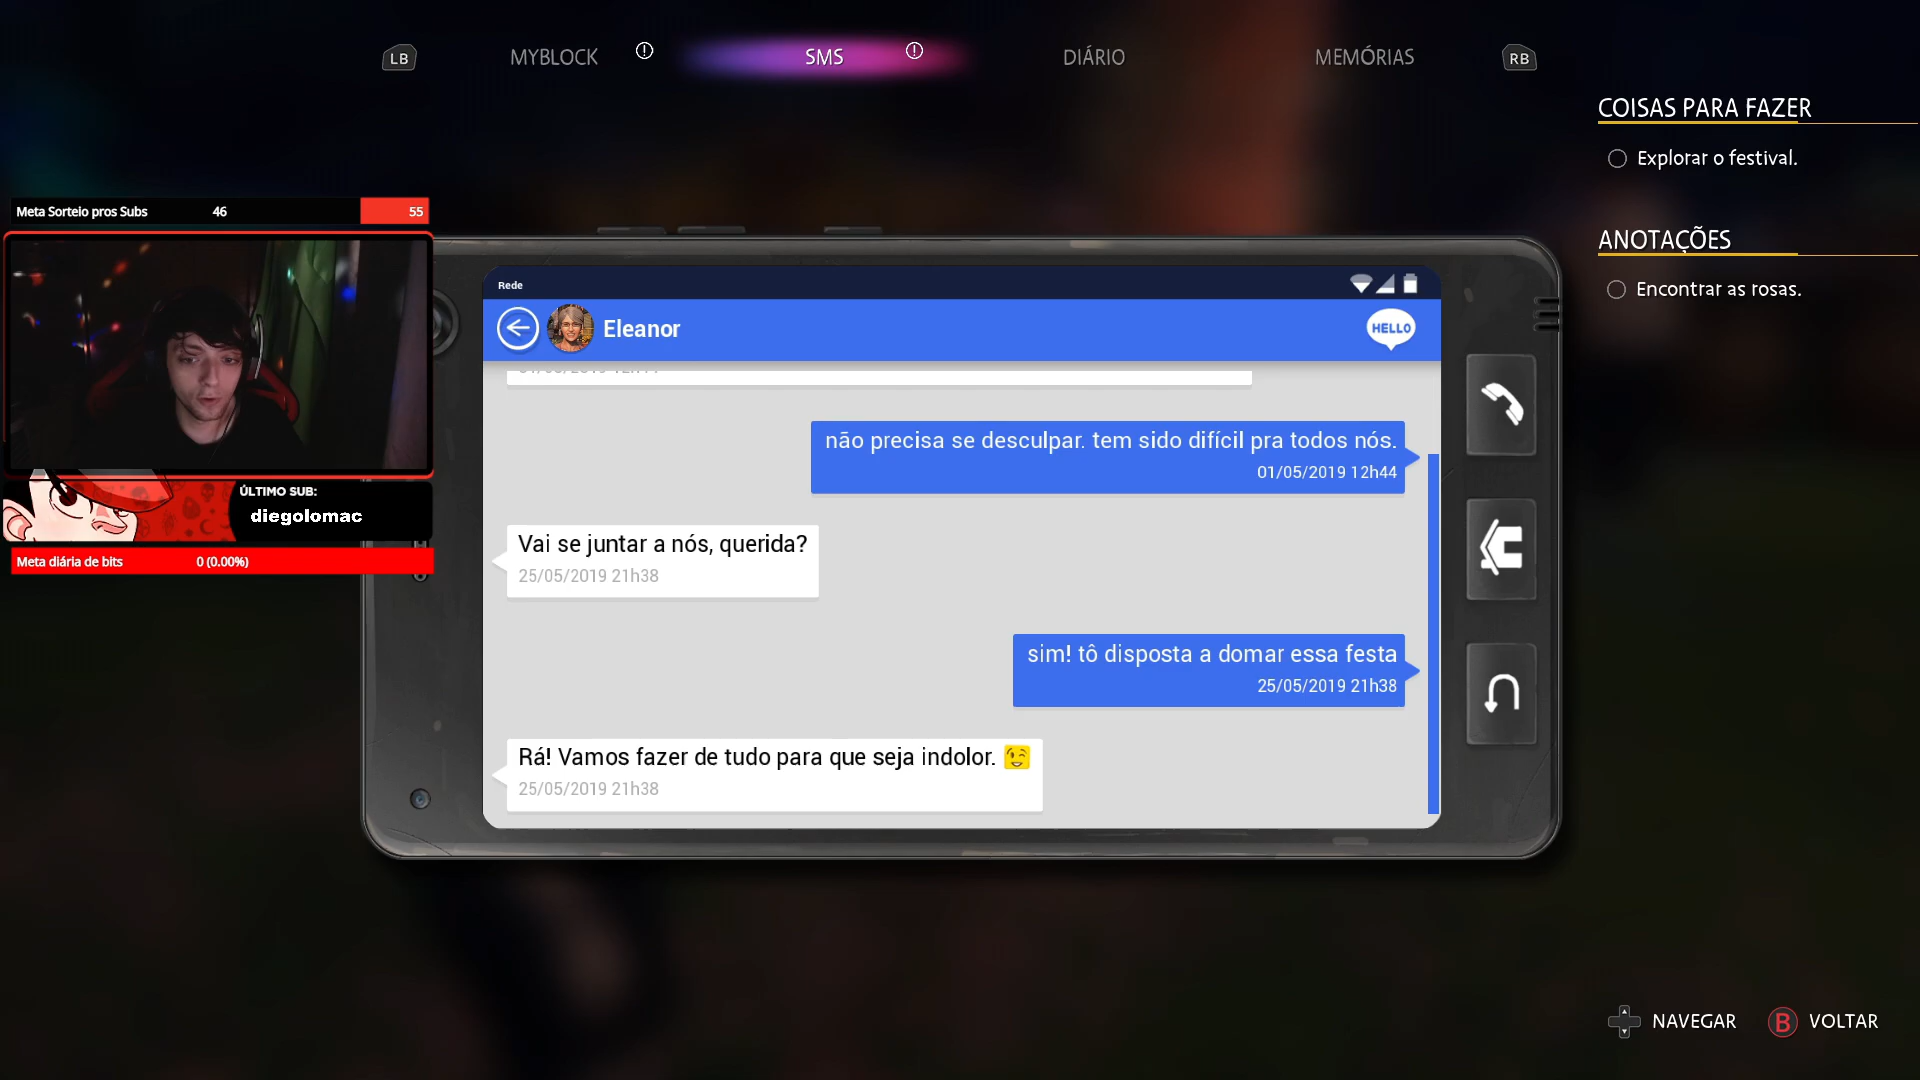 LB
MYBLOCK
SMS
DIÁRIO
MEMÓRIAS
RB
COISAS PARA FAZER
Explorar o festival.
ANOTAÇÕES
Encontrar as rosas.
Meta Sorteio pros Subs 46 55
ÚLTIMO SUB:
diegolomac
Meta diária de bits 0 (0.00%)
Rede
Eleanor
HELLO
não precisa se desculpar. tem sido difícil pra todos nós.
01/05/2019 12h44
Vai se juntar a nós, querida?
25/05/2019 21h38
sim! tô disposta a domar essa festa
25/05/2019 21h38
Rá! Vamos fazer de tudo para que seja indolor.
25/05/2019 21h38
NAVEGAR
B VOLTAR